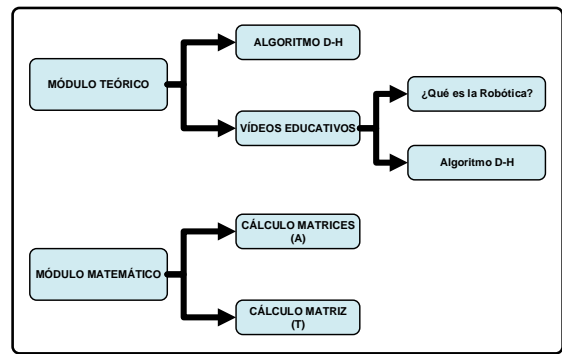 MÓDULO TEÓRICO
ALGORITMO D-H
VÍDEOS EDUCATIVOS
¿Qué es la Robótica?
Algoritmo D-H
MÓDULO MATEMÁTICO
CÁLCULO MATRICES
(A)
CÁLCULO MATRIZ
(T)